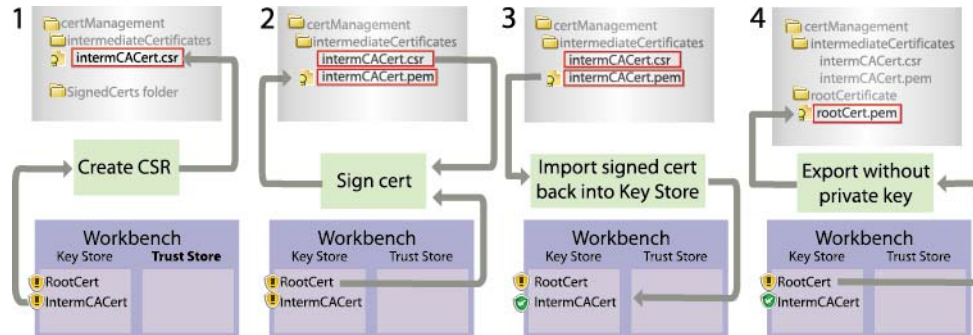 1
certManagement
intermediateCertificates
intermCACert.csr
SignedCerts folder
Create CSR
Workbench
Key Store Trust Store
RootCert
IntermCACert
2
certManagement
intermediateCertificates
intermCACert.csr
intermCACert.pem
Sign cert
Workbench
Key Store Trust Store
RootCert
IntermCACert
3
certManagement
intermediateCertificates
intermCACert.csr
intermCACert.pem
Import signed cert
back into Key Store
Workbench
Key Store Trust Store
RootCert
IntermCACert
4
certManagement
intermediateCertificates
intermCACert.csr
intermCACert.pem
rootCertificate
rootCert.pem
Export without
private key
Workbench
Key Store Trust Store
RootCert
IntermCACert